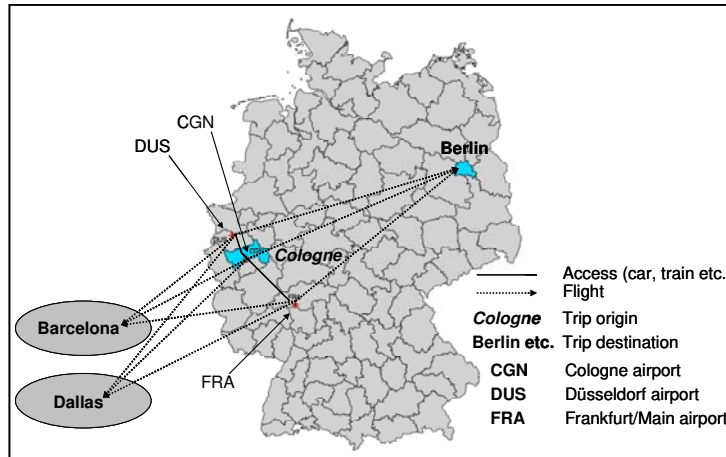 CGN
DUS
Berlin
Cologne
Barcelona
Dallas
FRA
Access (car, train etc.
Flight
Cologne Trip origin
Berlin etc. Trip destination
CGN Cologne airport
DUS Düsseldorf airport
FRA Frankfurt/Main airport